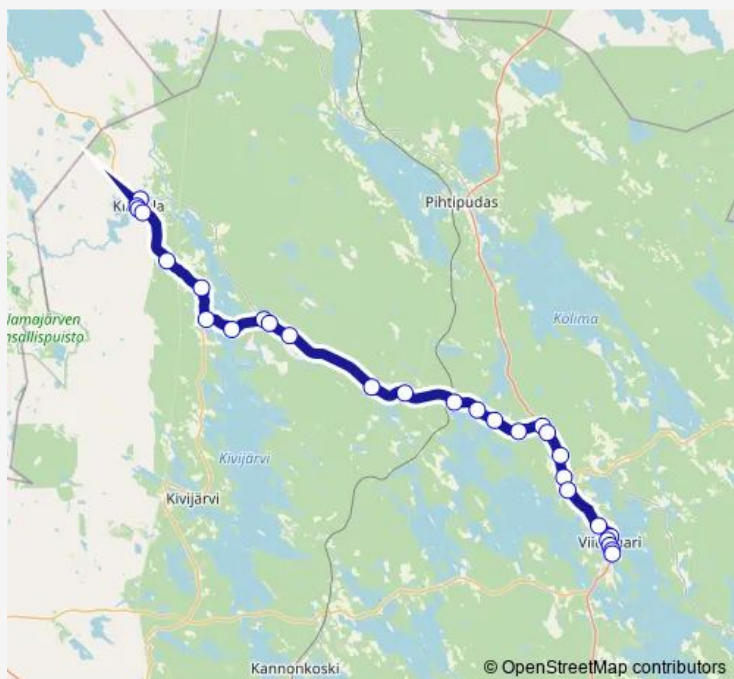 Pihtipudas
Kolima
lamajärven
nsallispuisto
Kivijärvi
Kivijärvi
Kannonkoski
© OpenStreetMap contributors